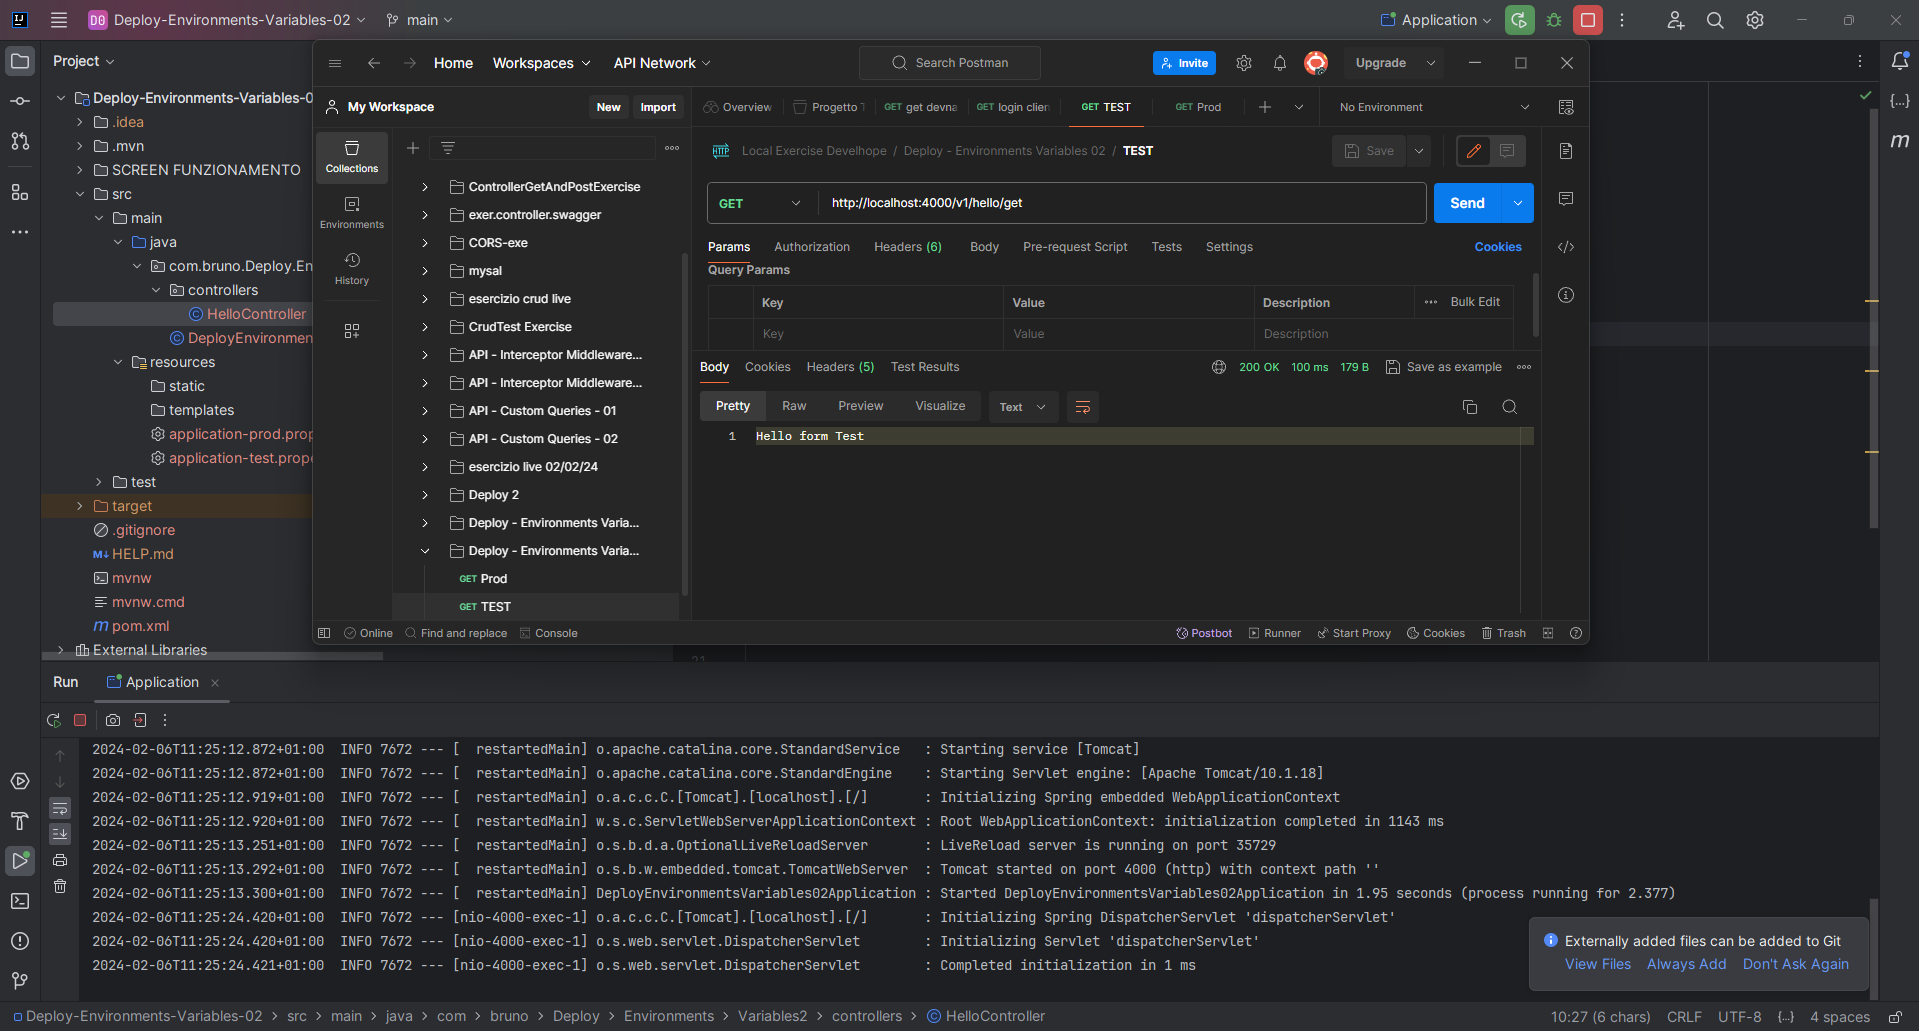 D0 Deploy-Environments-Variables-02 main Application
Project
Deploy-Environments-Variables-0
.idea
.mvn
SCREEN FUNZIONAMENTO
src
main
java
com.bruno.Deploy.En
controllers
HelloController
DeployEnvironmen
resources
static
templates
application-prod.prop
application-test.prope
test
target
.gitignore
HELP.md
mvnw
mvnw.cmd
pom.xml
External Libraries
Home Workspaces API Network Search Postman Invite Upgrade
My Workspace New Import
Overview Progetto GET get devna GET login clien GET TEST GET Prod No Environment
Collections
Environments
History
ControllerGetAndPostExercise
exer.controller.swagger
CORS-exe
mysal
esercizio crud live
CrudTest Exercise
API - Interceptor Middleware...
API - Interceptor Middleware...
API - Custom Queries - 01
API - Custom Queries - 02
esercizio live 02/02/24
Deploy 2
Deploy - Environments Varia...
Deploy - Environments Varia...
GET Prod
GET TEST
HTTP Local Exercise Develhope / Deploy - Environments Variables 02 / TEST Save
GET http://localhost:4000/v1/hello/get Send
Params Authorization Headers (6) Body Pre-request Script Tests Settings Cookies
Query Params
Key Value Description Bulk Edit
Key Value Description
Body Cookies Headers (5) Test Results 200 OK 100 ms 179 B Save as example
Pretty Raw Preview Visualize Text
1 Hello form Test
Online Find and replace Console Postbot Runner Start Proxy Cookies Trash
21
Run Application
2024-02-06T11:25:12.872+01:00 INFO 7672 --- [ restartedMain] o.apache.catalina.core.StandardService : Starting service [Tomcat]
2024-02-06T11:25:12.872+01:00 INFO 7672 --- [ restartedMain] o.apache.catalina.core.StandardEngine : Starting Servlet engine: [Apache Tomcat/10.1.18]
2024-02-06T11:25:12.919+01:00 INFO 7672 --- [ restartedMain] o.a.c.c.C.[Tomcat].[localhost].[/] : Initializing Spring embedded WebApplicationContext
2024-02-06T11:25:12.920+01:00 INFO 7672 --- [ restartedMain] w.s.c.ServletWebServerApplicationContext : Root WebApplicationContext: initialization completed in 1143 ms
2024-02-06T11:25:13.251+01:00 INFO 7672 --- [ restartedMain] o.s.b.d.a.OptionalLiveReloadServer : LiveReload server is running on port 35729
2024-02-06T11:25:13.292+01:00 INFO 7672 --- [ restartedMain] o.s.b.w.embedded.tomcat.TomcatWebServer : Tomcat started on port 4000 (http) with context path ''
2024-02-06T11:25:13.300+01:00 INFO 7672 --- [ restartedMain] DeployEnvironmentsVariables02Application : Started DeployEnvironmentsVariables02Application in 1.95 seconds (process running for 2.377)
2024-02-06T11:25:24.420+01:00 INFO 7672 --- [nio-4000-exec-1] o.a.c.c.C.[Tomcat].[localhost].[/] : Initializing Spring DispatcherServlet 'dispatcherServlet'
2024-02-06T11:25:24.420+01:00 INFO 7672 --- [nio-4000-exec-1] o.s.web.servlet.DispatcherServlet : Initializing Servlet 'dispatcherServlet'
2024-02-06T11:25:24.421+01:00 INFO 7672 --- [nio-4000-exec-1] o.s.web.servlet.DispatcherServlet : Completed initialization in 1 ms
Externally added files can be added to Git
View Files Always Add Don't Ask Again
Deploy-Environments-Variables-02 > src > main > java > com > bruno > Deploy > Environments > Variables2 > controllers > HelloController 10:27 (6 chars) CRLF UTF-8 {..} 4 spaces